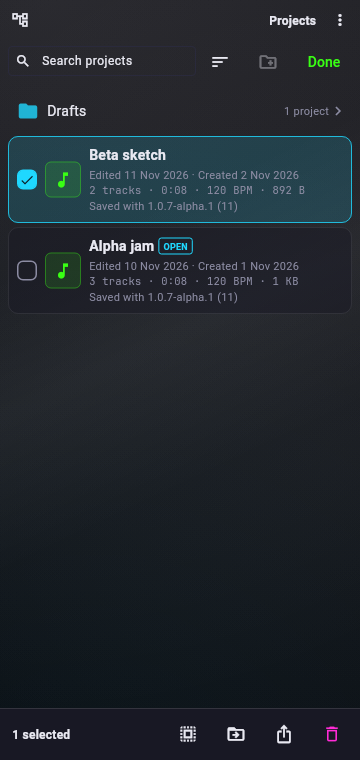 Projects
Search projects
Done
Drafts
1 project
Beta sketch
Edited 11 Nov 2026 · Created 2 Nov 2026
2 tracks · 0:08 · 120 BPM · 892 B
Saved with 1.0.7-alpha.1 (11)
Alpha jam OPEN
Edited 10 Nov 2026 · Created 1 Nov 2026
3 tracks · 0:08 · 120 BPM · 1 KB
Saved with 1.0.7-alpha.1 (11)
1 selected